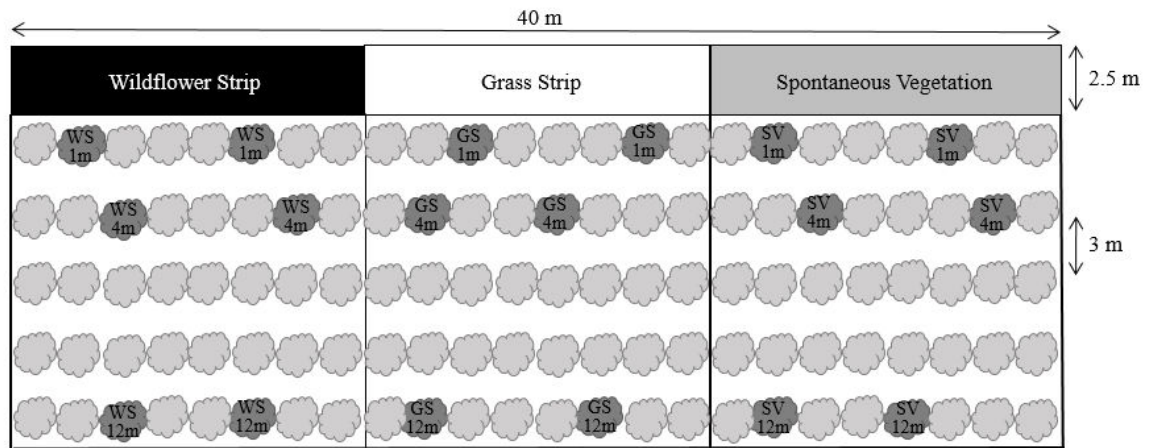 40 m
Wildflower Strip
Grass Strip
Spontaneous Vegetation
2.5 m
WS
1m
WS
1m
GS
1m
GS
1m
SV
1m
SV
1m
WS
4m
WS
4m
GS
4m
GS
4m
SV
4m
SV
4m
3 m
WS
12m
WS
12m
GS
12m
GS
12m
SV
12m
SV
12m